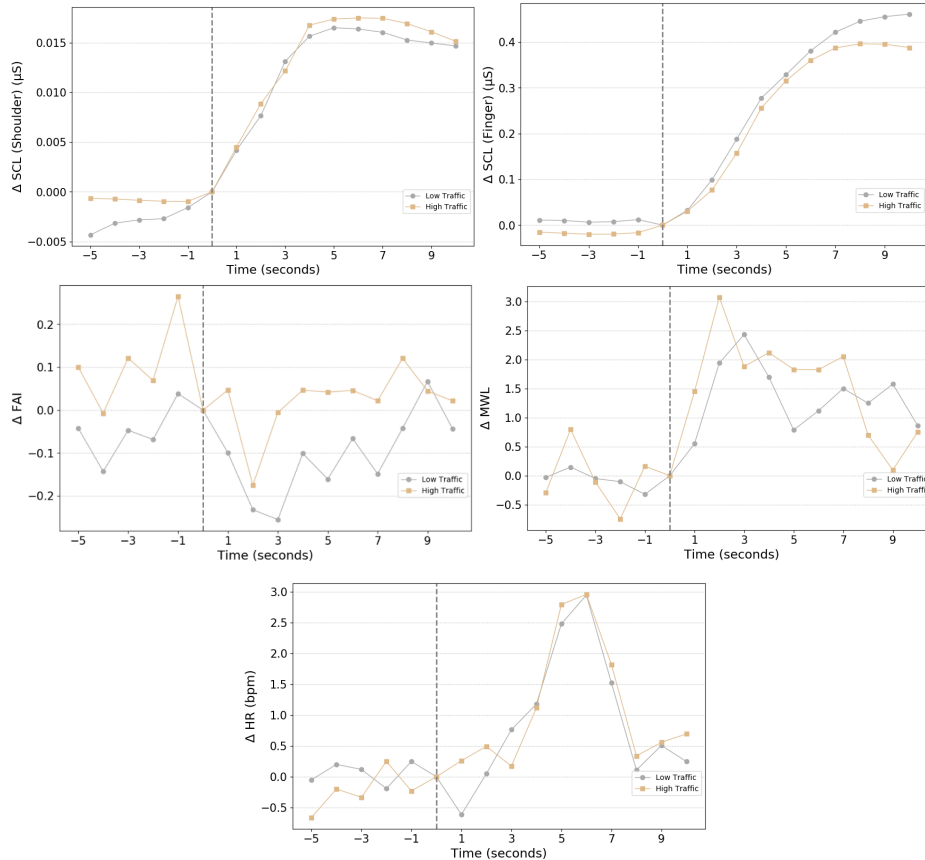 Δ SCL (Shoulder) (μS)
0.015
0.010
0.005
0.000
−0.005
−5 −3 −1 1 3 5 7 9
Time (seconds)
Low Traffic
High Traffic
Δ SCL (Finger) (μS)
0.4
0.3
0.2
0.1
0.0
−5 −3 −1 1 3 5 7 9
Time (seconds)
Low Traffic
High Traffic
Δ FAI
0.2
0.1
0.0
−0.1
−0.2
−5 −3 −1 1 3 5 7 9
Time (seconds)
Low Traffic
High Traffic
Δ MWL
3.0
2.5
2.0
1.5
1.0
0.5
0.0
−0.5
−5 −3 −1 1 3 5 7 9
Time (seconds)
Low Traffic
High Traffic
Δ HR (bpm)
3.0
2.5
2.0
1.5
1.0
0.5
0.0
−0.5
−5 −3 −1 1 3 5 7 9
Time (seconds)
Low Traffic
High Traffic